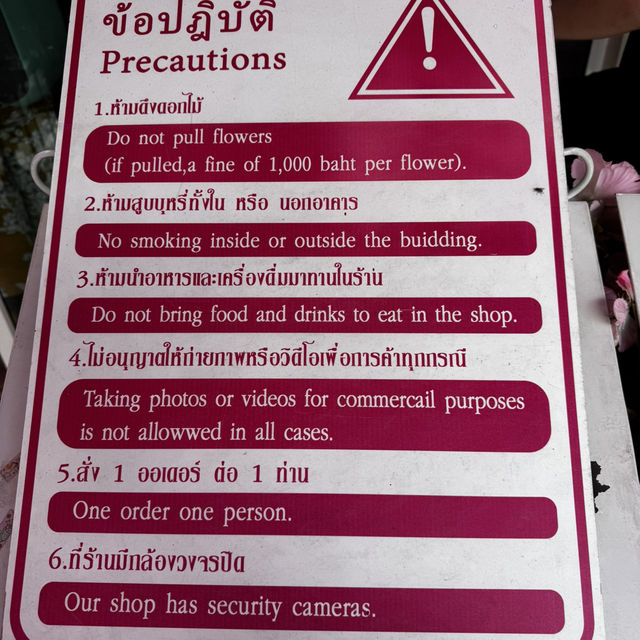 ข้อปฎิบัติ
Precautions
1.ห้ามดึงดอกไม้
Do not pull flowers
(if pulled,a fine of 1,000 baht per flower).
2.ห้ามสูบบุหรี่ทั้งใน หรือ นอกอาคาร
No smoking inside or outside the buidding.
3.ห้ามนำอาหารและเครื่องดื่มมาทานในร้าน
Do not bring food and drinks to eat in the shop.
4.ไม่อนุญาตให้ถ่ายภาพหรือวิดีโอเพื่อการค้าทุกกรณี
Taking photos or videos for commercail purposes
is not allowwed in all cases.
5.สั่ง 1 ออเดอร์ ต่อ 1 ท่าน
One order one person.
6.ที่ร้านมีกล้องวงจรปิด
Our shop has security cameras.